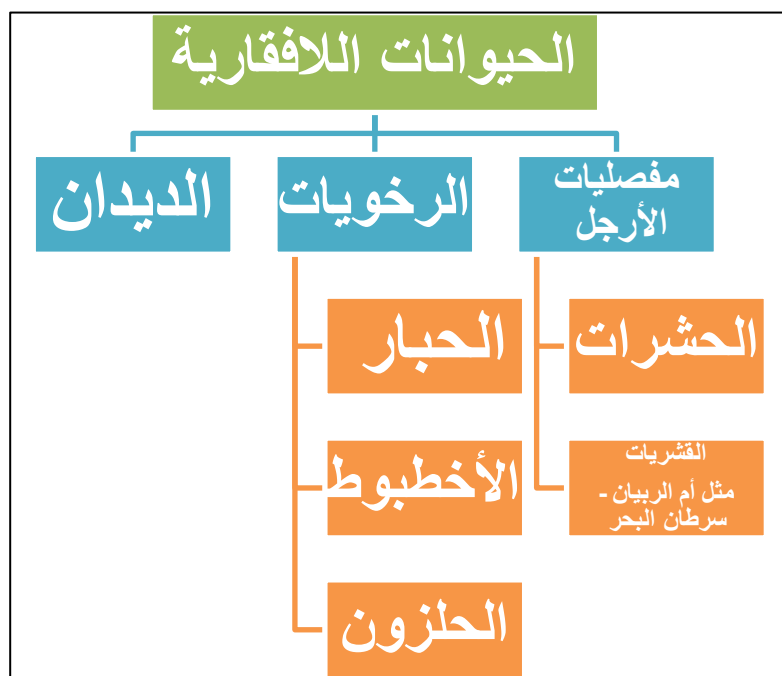 الحيوانات اللافقارية
مفصليات
الأرجل
الرخويات
الديدان
الحشرات
القشريات
مثل أم الربيان -
سرطان البحر
الحبار
الأخطبوط
الحلزون